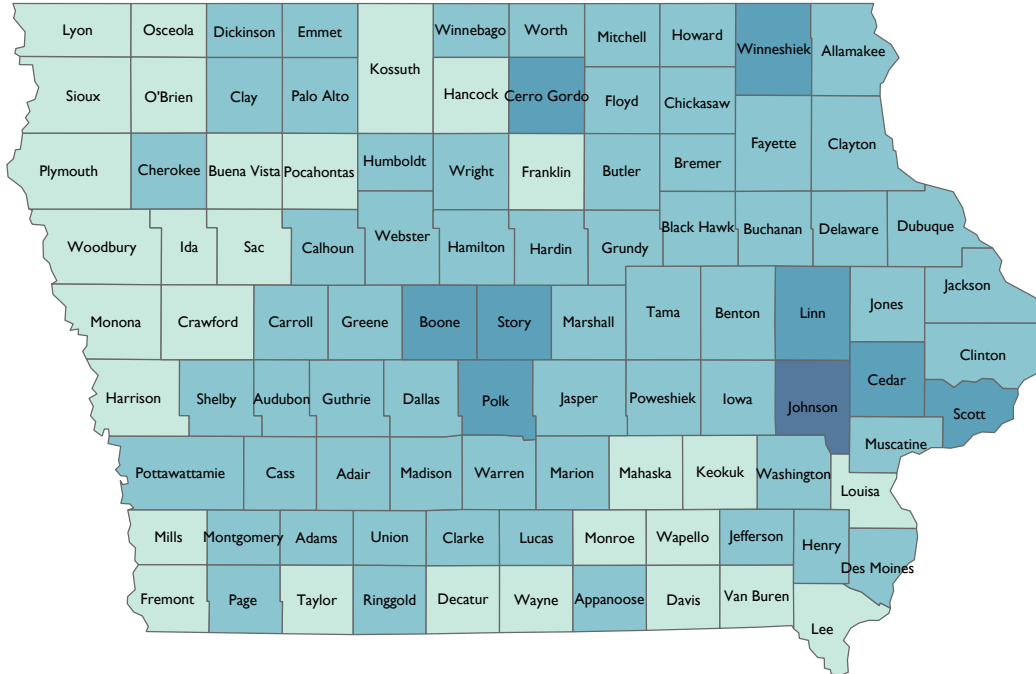 Lyon
Osceola
Dickinson
Emmet
Winnebago
Worth
Mitchell
Howard
Winneshiek
Allamakee
Kossuth
Sioux
O'Brien
Clay
Palo Alto
Hancock
Cerro Gordo
Floyd
Chickasaw
Fayette
Clayton
Plymouth
Cherokee
Buena Vista
Pocahontas
Humboldt
Wright
Franklin
Butler
Bremer
Woodbury
Ida
Sac
Calhoun
Webster
Hamilton
Hardin
Grundy
Black Hawk
Buchanan
Delaware
Dubuque
Monona
Crawford
Carroll
Greene
Boone
Story
Marshall
Tama
Benton
Linn
Jones
Jackson
Clinton
Harrison
Shelby
Audubon
Guthrie
Dallas
Polk
Jasper
Poweshiek
Iowa
Johnson
Cedar
Scott
Muscatine
Pottawattamie
Cass
Adair
Madison
Warren
Marion
Mahaska
Keokuk
Washington
Louisa
Mills
Montgomery
Adams
Union
Clarke
Lucas
Monroe
Wapello
Jefferson
Henry
Des Moines
Fremont
Page
Taylor
Ringgold
Decatur
Wayne
Appanoose
Davis
Van Buren
Lee